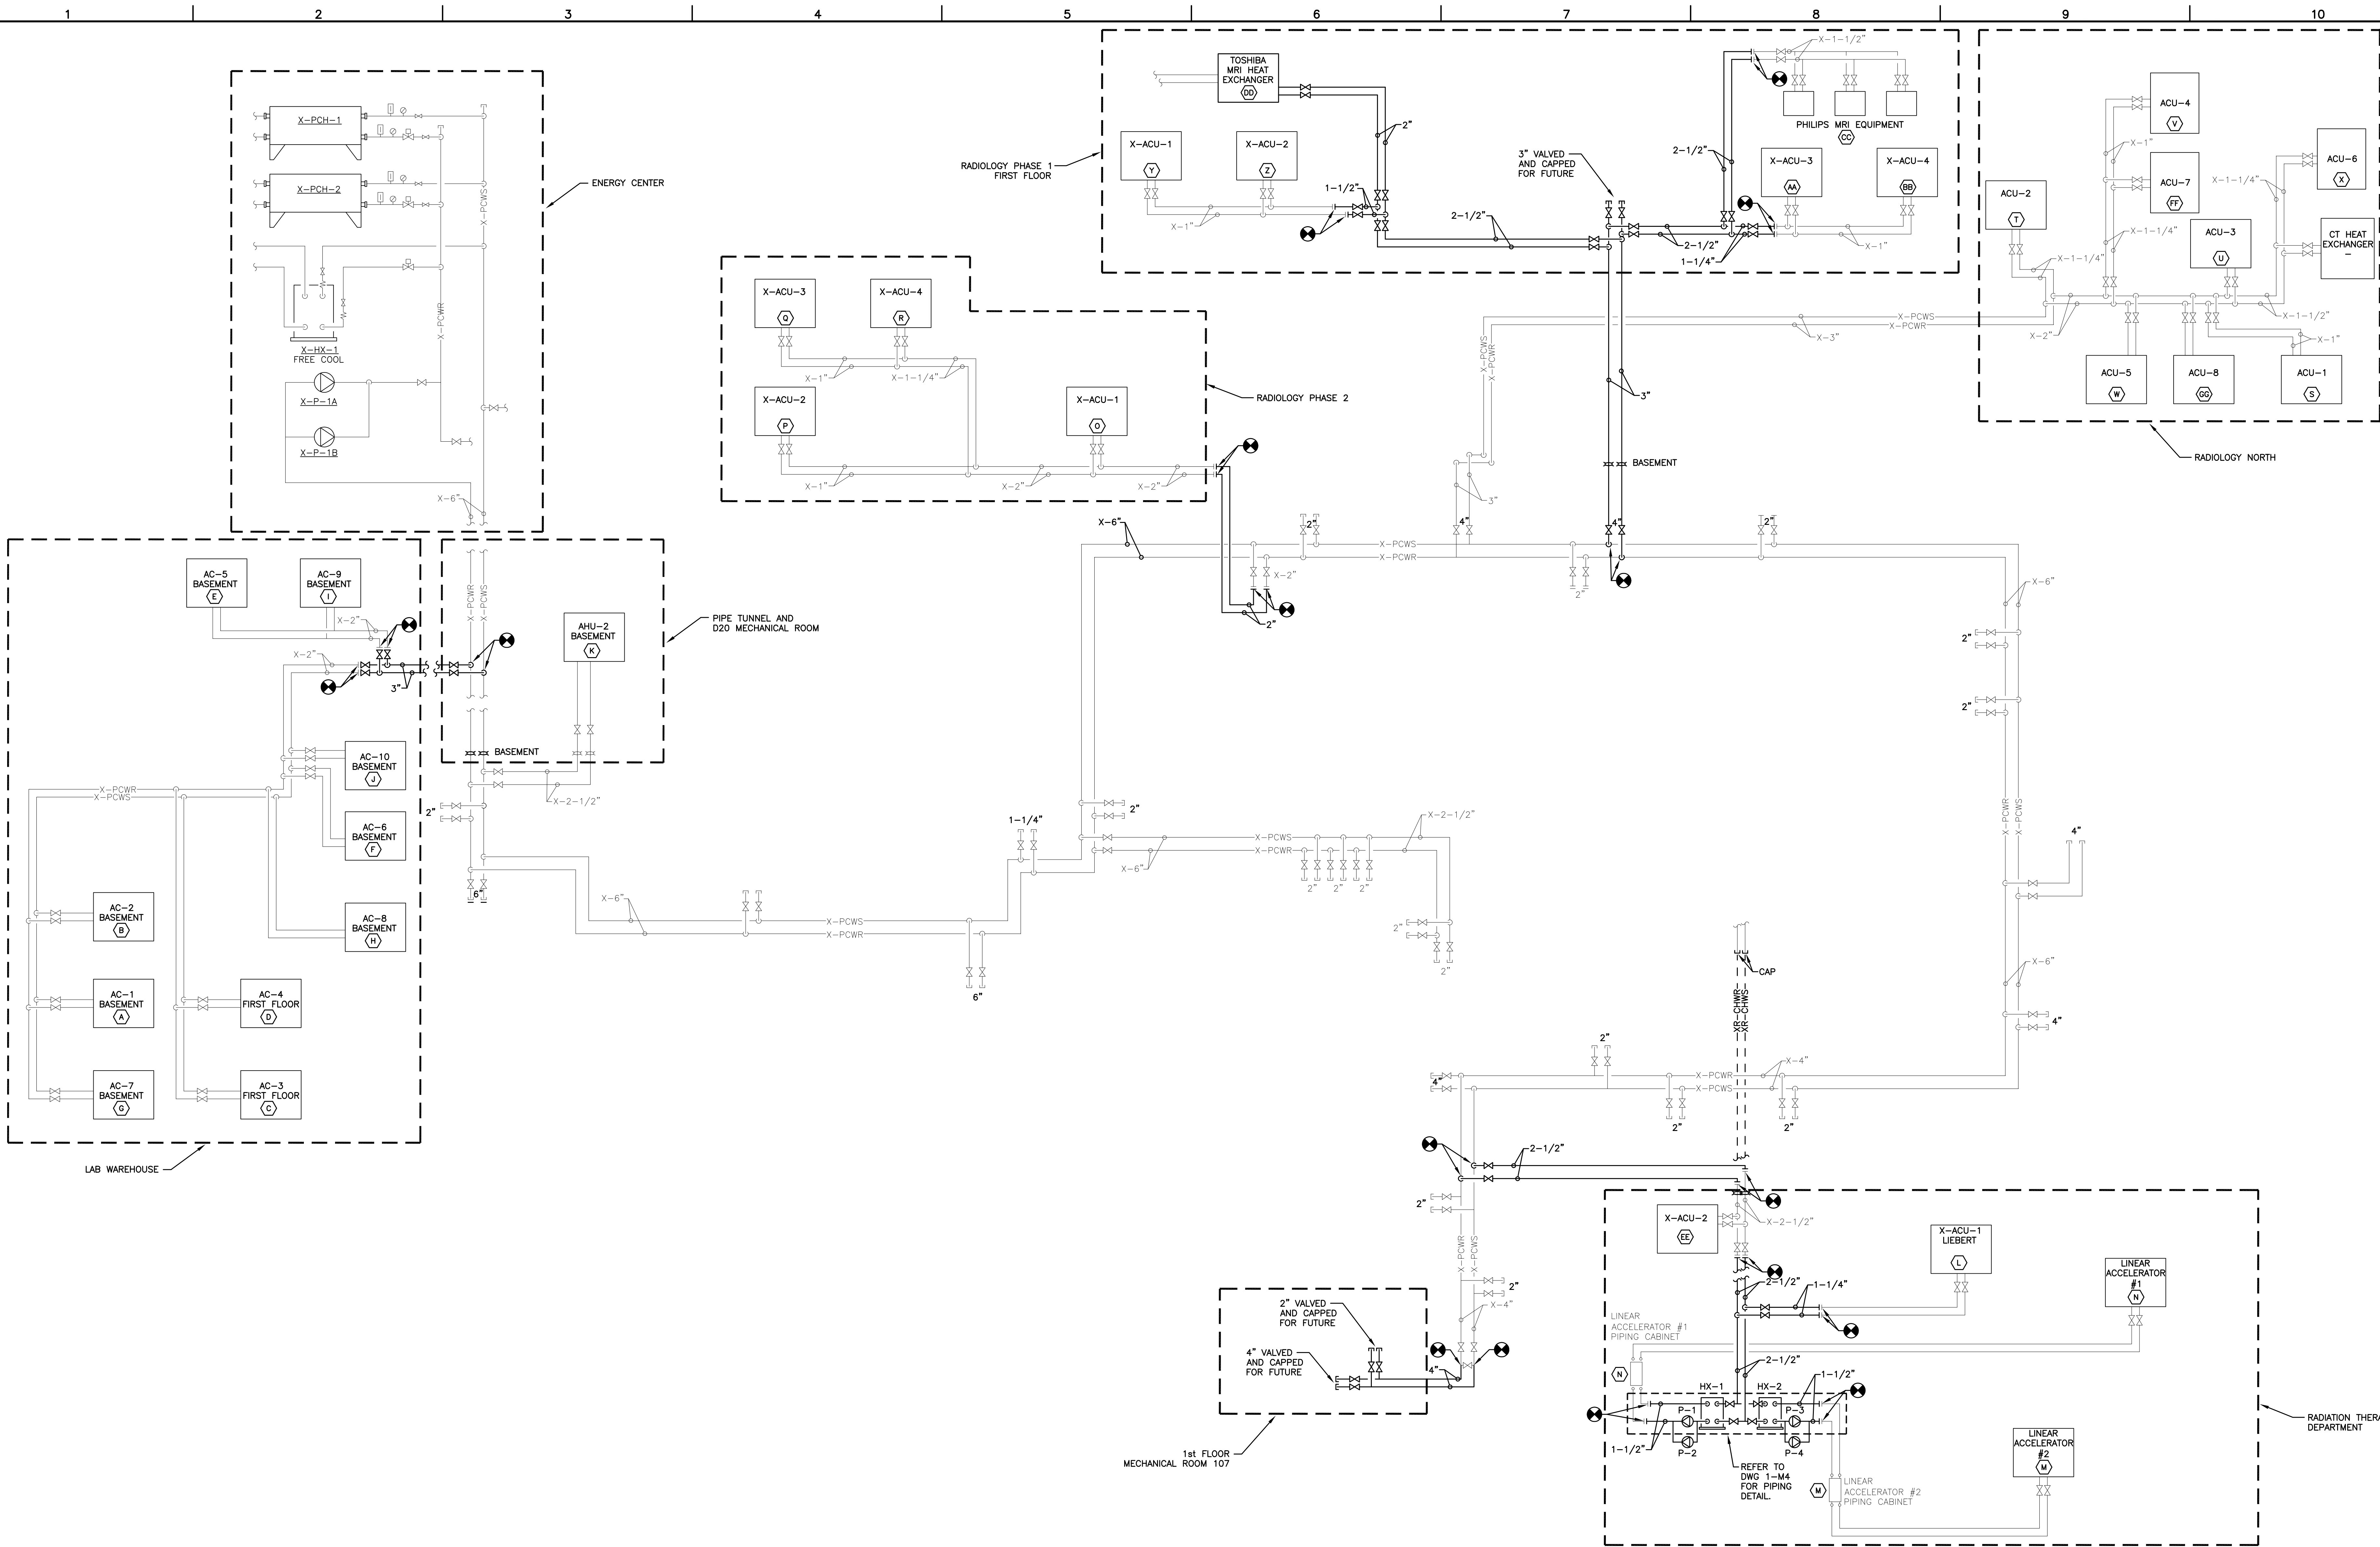 1
2
3
4
5
6
7
8
9
10
X-PCH-1
X-PCH-2
X-PCWS
X-PCWR
X-HX-1
FREE COOL
X-P-1A
X-P-1B
X-6"
ENERGY CENTER
RADIOLOGY PHASE 1
FIRST FLOOR
TOSHIBA
MRI HEAT
EXCHANGER
DD
X-ACU-1
Y
X-ACU-2
Z
2"
1-1/2"
X-1"
2-1/2"
3" VALVED
AND CAPPED
FOR FUTURE
2-1/2"
2-1/2"
1-1/4"
X-1-1/2"
PHILIPS MRI EQUIPMENT
CC
X-ACU-3
AA
X-ACU-4
BB
X-1"
ACU-4
V
X-1"
ACU-7
FF
ACU-2
T
X-1-1/4"
X-1-1/4"
ACU-3
U
X-1-1/4"
ACU-6
X
CT HEAT
EXCHANGER
–
X-2"
X-1-1/2"
X-1"
ACU-5
W
ACU-8
GG
ACU-1
S
RADIOLOGY NORTH
X-ACU-3
Q
X-ACU-4
R
X-1"
X-1-1/4"
X-ACU-2
P
X-ACU-1
O
X-1"
X-2"
X-2"
RADIOLOGY PHASE 2
X-PCWS
X-PCWR
X-PCWS
X-PCWR
X-3"
3"
BASEMENT
3"
X-6"
2"
4"
4"
2"
X-PCWS
X-PCWR
X-2"
2"
2"
X-6"
2"
2"
X-PCWR
X-PCWS
4"
X-6"
4"
AC-5
BASEMENT
E
AC-9
BASEMENT
I
X-2"
X-2"
3"
AC-10
BASEMENT
J
X-PCWR
X-PCWS
AC-6
BASEMENT
F
AC-2
BASEMENT
B
AC-8
BASEMENT
H
AC-1
BASEMENT
A
AC-4
FIRST FLOOR
D
AC-7
BASEMENT
G
AC-3
FIRST FLOOR
C
LAB WAREHOUSE
X-PCWR
X-PCWS
AHU-2
BASEMENT
K
PIPE TUNNEL AND
D20 MECHANICAL ROOM
BASEMENT
X-2-1/2"
2"
6"
X-6"
X-PCWS
X-PCWR
1-1/4"
6"
2"
X-PCWS
X-PCWR
X-6"
X-2-1/2"
2"
2"
2"
2"
2"
CAP
XR-CHWR
XR-CHWS
2"
4"
X-PCWR
X-PCWS
X-4"
2"
2"
2-1/2"
2"
X-PCWR
X-PCWS
2"
X-4"
2" VALVED
AND CAPPED
FOR FUTURE
4" VALVED
AND CAPPED
FOR FUTURE
4"
1st FLOOR
MECHANICAL ROOM 107
X-ACU-2
EE
X-2-1/2"
X-ACU-1
LIEBERT
L
2-1/2"
1-1/4"
LINEAR
ACCELERATOR
#1
N
LINEAR
ACCELERATOR #1
PIPING CABINET
N
2-1/2"
HX-1
HX-2
1-1/2"
P-1
P-3
1-1/2"
P-2
P-4
REFER TO
DWG 1-M4
FOR PIPING
DETAIL.
M
LINEAR
ACCELERATOR #2
PIPING CABINET
LINEAR
ACCELERATOR
#2
M
RADIATION
DEPARTMENT